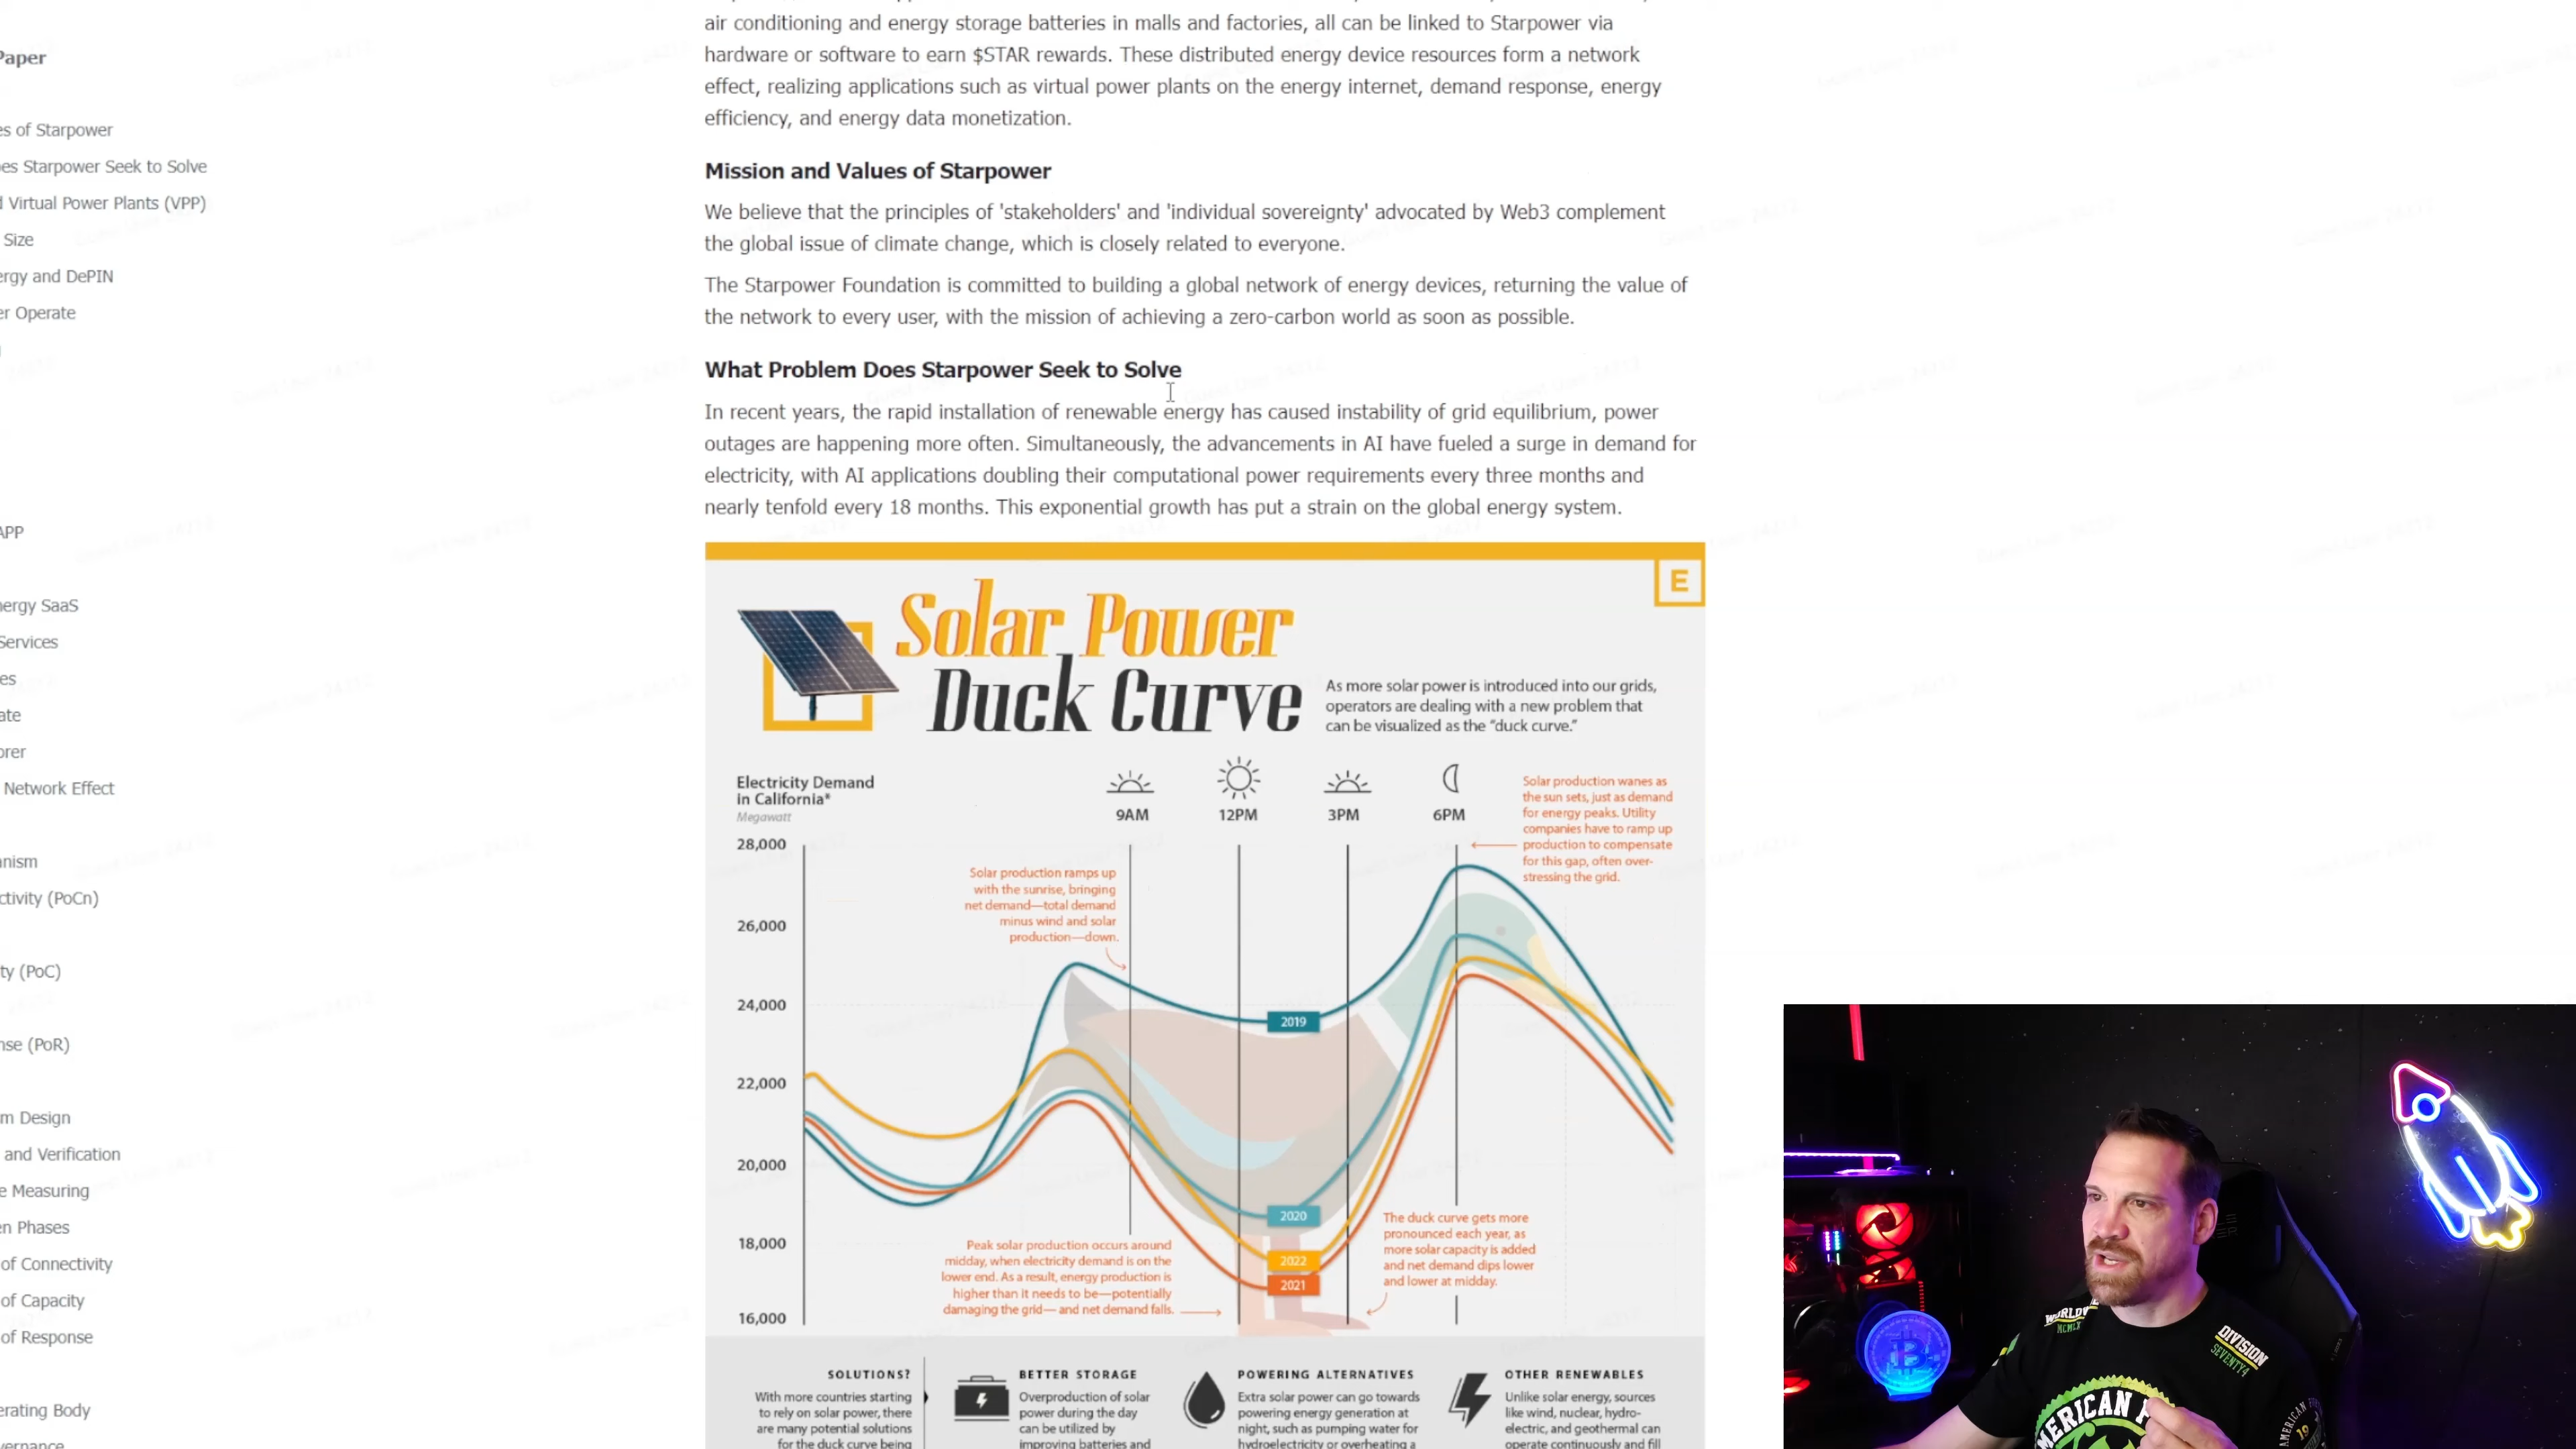 air conditioning and energy storage batteries in malls and factories, all can be linked to Starpower via
hardware or software to earn $STAR rewards. These distributed energy device resources form a network
effect, realizing applications such as virtual power plants on the energy internet, demand response, energy
efficiency, and energy data monetization.
Mission and Values of Starpower
We believe that the principles of 'stakeholders' and 'individual sovereignty' advocated by Web3 complement
the global issue of climate change, which is closely related to everyone.
The Starpower Foundation is committed to building a global network of energy devices, returning the value of
the network to every user, with the mission of achieving a zero-carbon world as soon as possible.
What Problem Does Starpower Seek to Solve
In recent years, the rapid installation of renewable energy has caused instability of grid equilibrium, power
outages are happening more often. Simultaneously, the advancements in AI have fueled a surge in demand for
electricity, with AI applications doubling their computational power requirements every three months and
nearly tenfold every 18 months. This exponential growth has put a strain on the global energy system.
Paper
es of Starpower
es Starpower Seek to Solve
d Virtual Power Plants (VPP)
Size
ergy and DePIN
er Operate
APP
nergy SaaS
Services
es
ate
orer
Network Effect
anism
ctivity (PoCn)
ty (PoC)
nse (PoR)
m Design
and Verification
e Measuring
en Phases
of Connectivity
of Capacity
of Response
erating Body
vernance
E
Solar Power
Duck Curve
As more solar power is introduced into our grids,
operators are dealing with a new problem that
can be visualized as the "duck curve."
Electricity Demand
in California*
Megawatt
9AM
12PM
3PM
6PM
Solar production wanes as
the sun sets, just as demand
for energy peaks. Utility
companies have to ramp up
production to compensate
for this gap, often over-
stressing the grid.
28,000
26,000
24,000
22,000
20,000
18,000
16,000
Solar production ramps up
with the sunrise, bringing
net demand—total demand
minus wind and solar
production—down.
2019
2020
2022
2021
Peak solar production occurs around
midday, when electricity demand is on the
lower end. As a result, energy production is
higher than it needs to be—potentially
damaging the grid—and net demand falls.
The duck curve gets more
pronounced each year, as
more solar capacity is added
and net demand dips lower
and lower at midday.
SOLUTIONS?
With more countries starting
to rely on solar power, there
are many potential solutions
for the duck curve being
BETTER STORAGE
Overproduction of solar
power during the day
can be utilized by
improving batteries and
POWERING ALTERNATIVES
Extra solar power can go towards
powering energy generation at
night, such as pumping water for
hydroelectricity or overheating a
OTHER RENEWABLES
Unlike solar energy, sources
like wind, nuclear, hydro-
electric, and geothermal can
operate continuously and fill
WORLDW
MCMLX
DIVISION
SEVENTY4
MERICAN